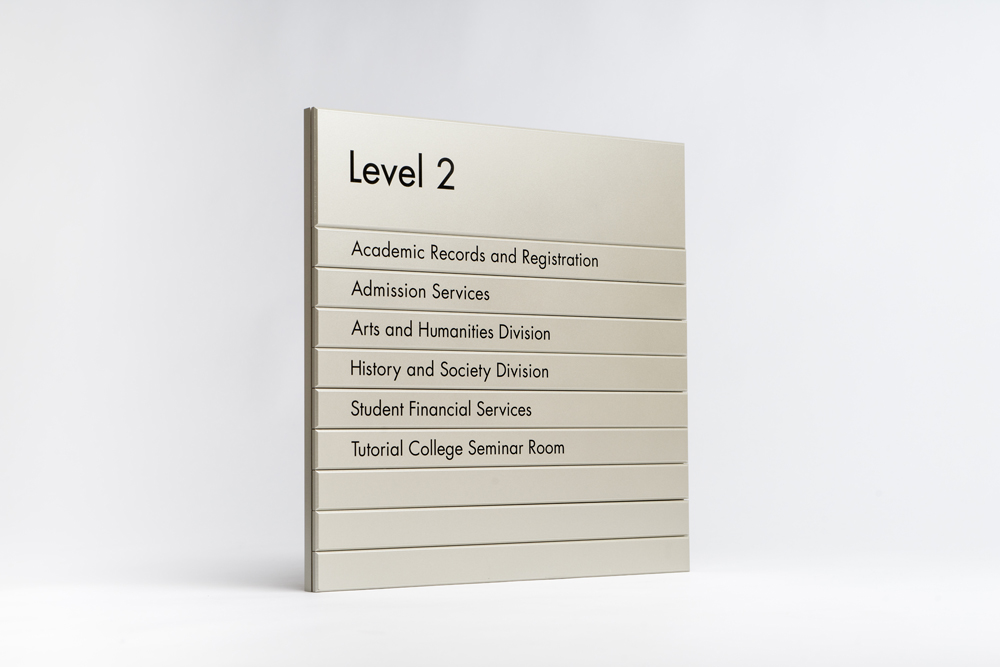 Level 2
Academic Records and Registration
Admission Services
Arts and Humanities Division
History and Society Division
Student Financial Services
Tutorial College Seminar Room